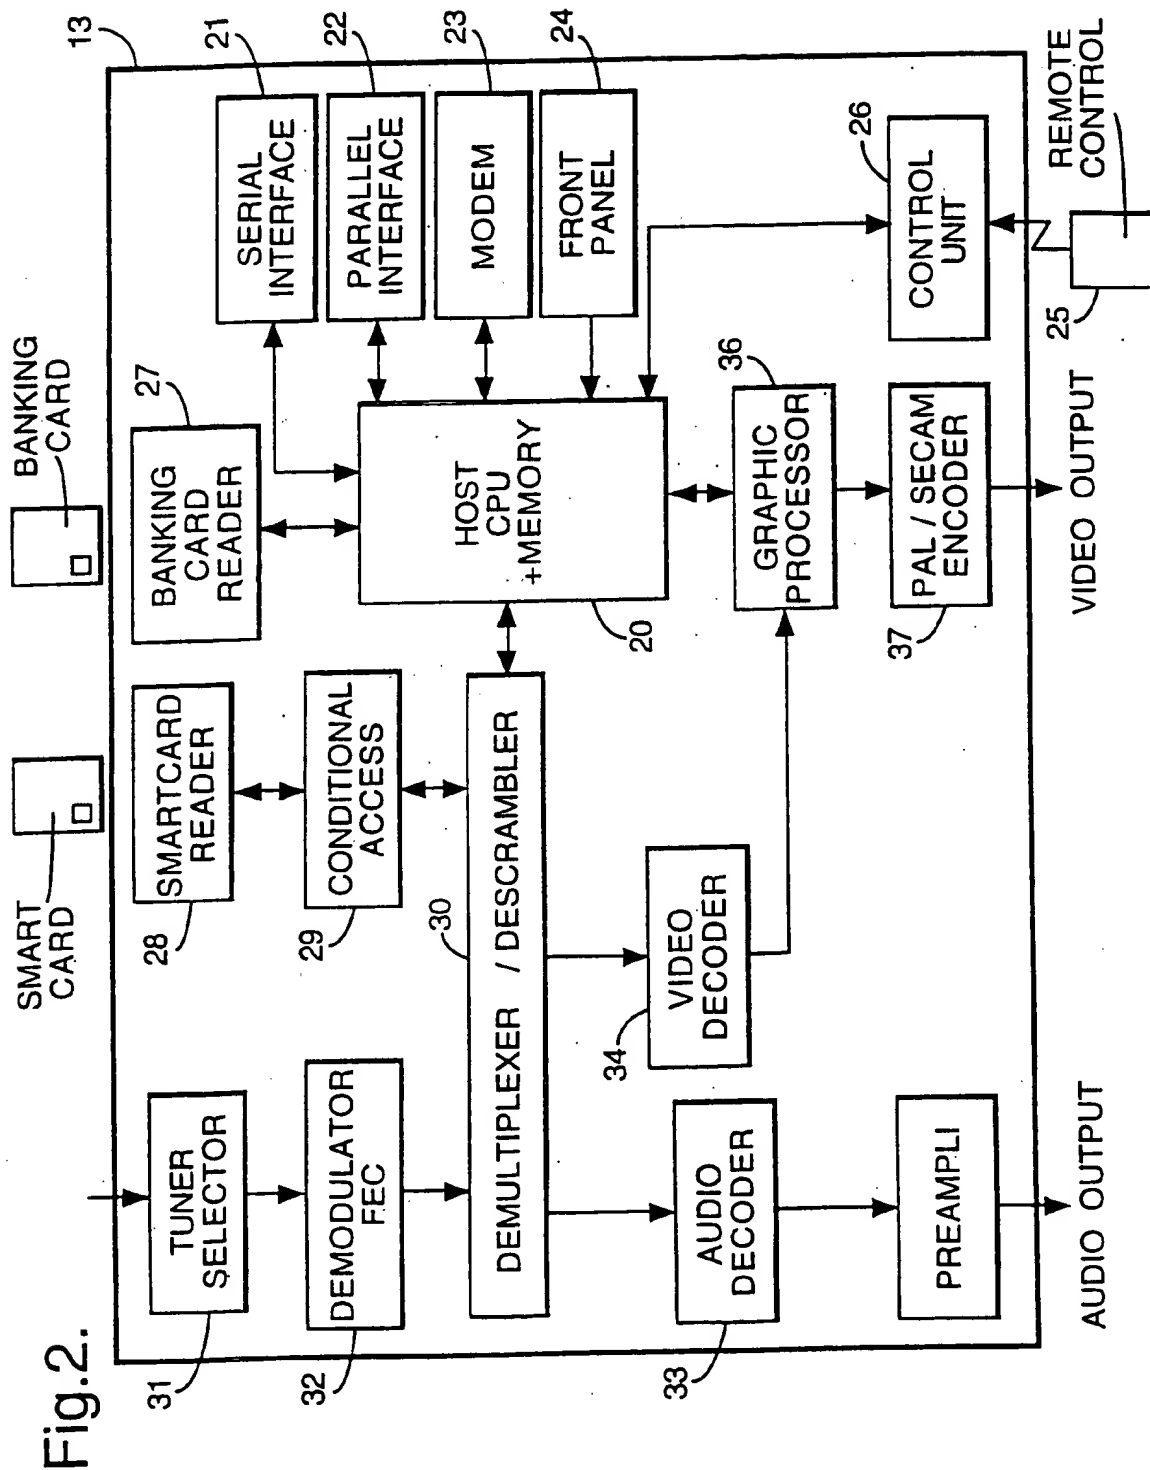 Fig.2.
SMART
CARD
BANKING
CARD
13
31
TUNER
SELECTOR
28
SMARTCARD
READER
BANKING
CARD
READER
27
SERIAL
INTERFACE
21
32
DEMODULATOR
FEC
29
CONDITIONAL
ACCESS
PARALLEL
INTERFACE
22
30
DEMULTIPLEXER / DESCRAMBLER
HOST
CPU
+MEMORY
20
MODEM
23
FRONT
PANEL
24
33
AUDIO
DECODER
34
VIDEO
DECODER
GRAPHIC
PROCESSOR
36
PREAMPLI
37
PAL / SECAM
ENCODER
CONTROL
UNIT
26
AUDIO OUTPUT
VIDEO OUTPUT
25
REMOTE
CONTROL